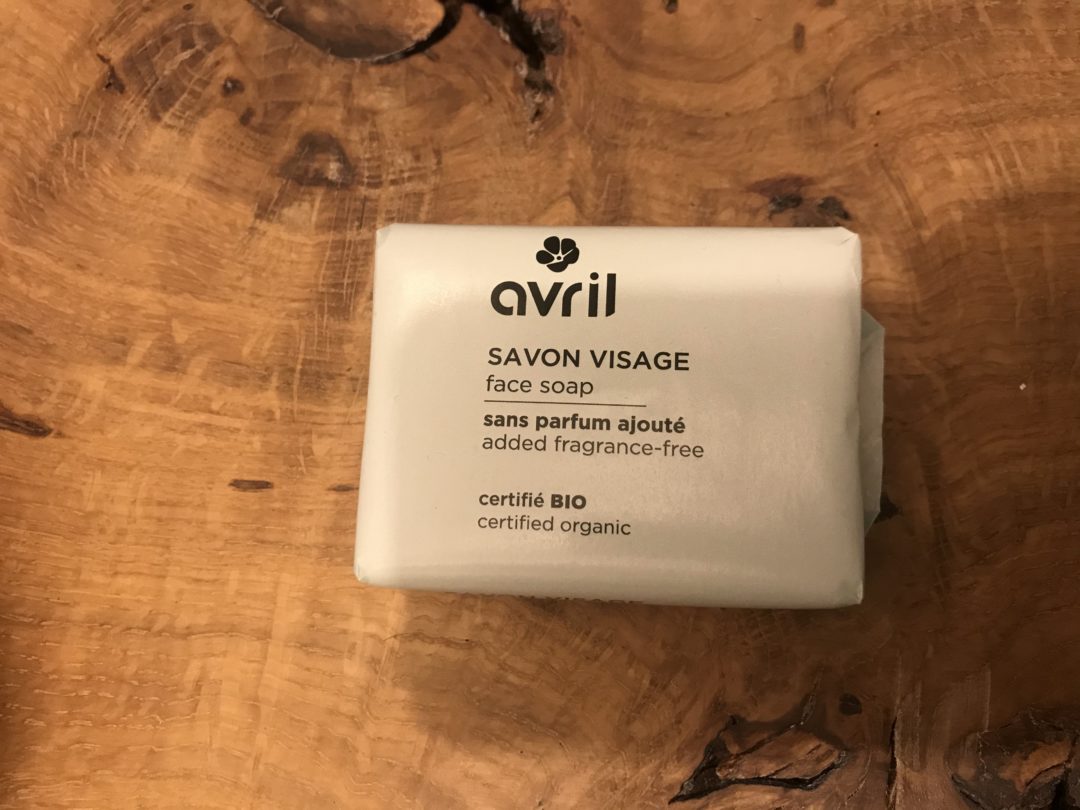 avril
SAVON VISAGE
face soap
sans parfum ajouté
added fragrance-free
certifié BIO
certified organic